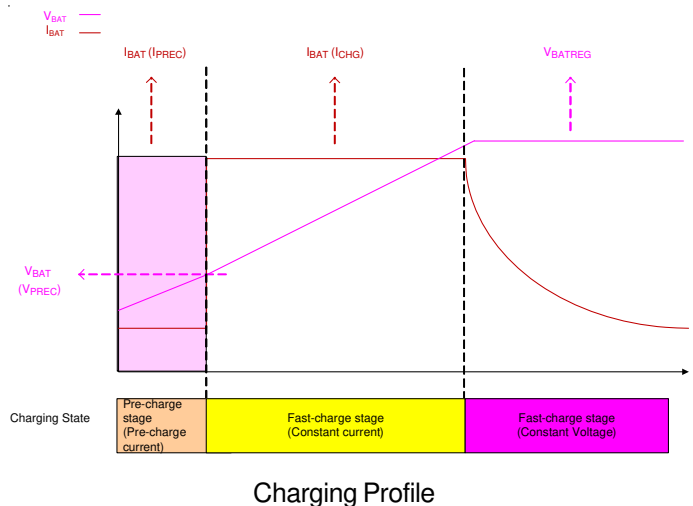 VBAT
IBAT
IBAT (IPREC)
IBAT (ICHG)
VBATREG
VBAT
(VPREC)
Charging State
Pre-charge
stage
(Pre-charge
current)
Fast-charge stage
(Constant current)
Fast-charge stage
(Constant Voltage)
Charging Profile